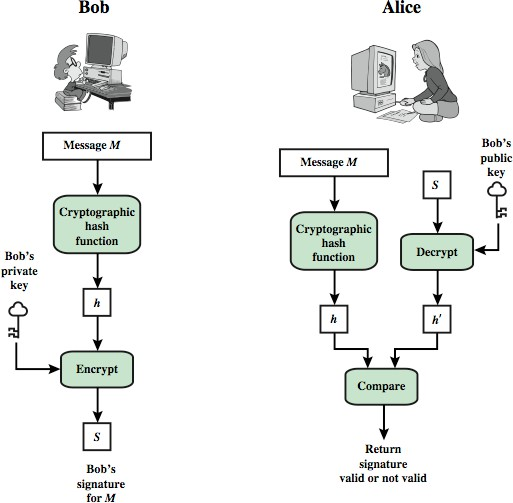 Bob
Message M
Cryptographic
hash
function
Bob's
private
key
h
Encrypt
S
Bob's
signature
for M
Alice
Message M
Cryptographic
hash
function
h
S
Bob's
public
key
Decrypt
h'
Compare
Return
signature
valid or not valid